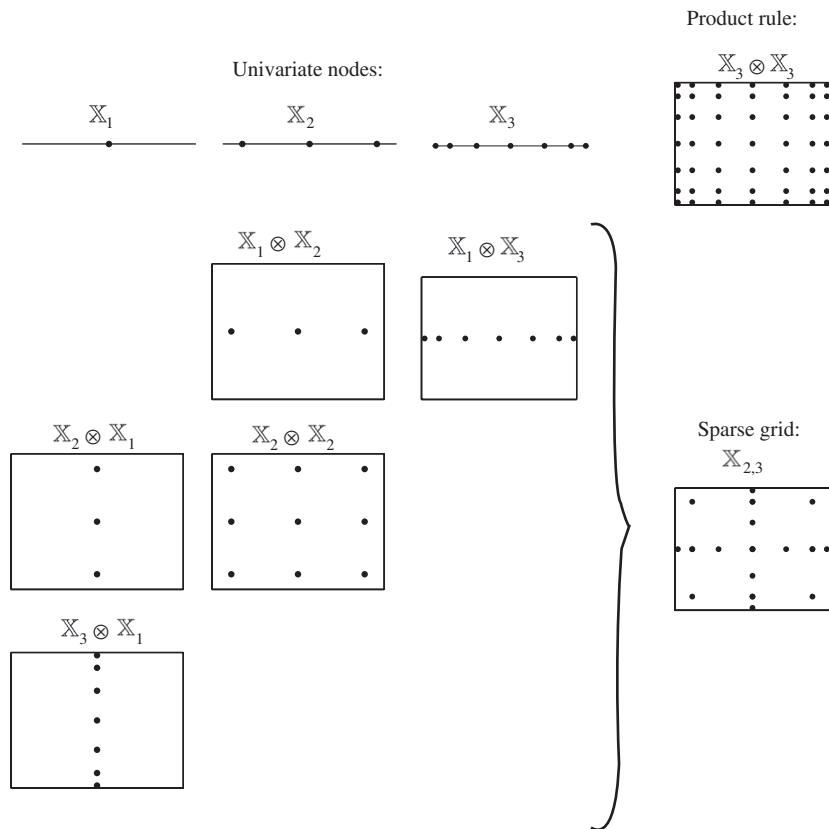 Product rule:
𝕏₃ ⊗ 𝕏₃
Univariate nodes:
𝕏₁
𝕏₂
𝕏₃
𝕏₁ ⊗ 𝕏₂
𝕏₁ ⊗ 𝕏₃
𝕏₂ ⊗ 𝕏₁
𝕏₂ ⊗ 𝕏₂
Sparse grid:
𝕏₂,₃
𝕏₃ ⊗ 𝕏₁